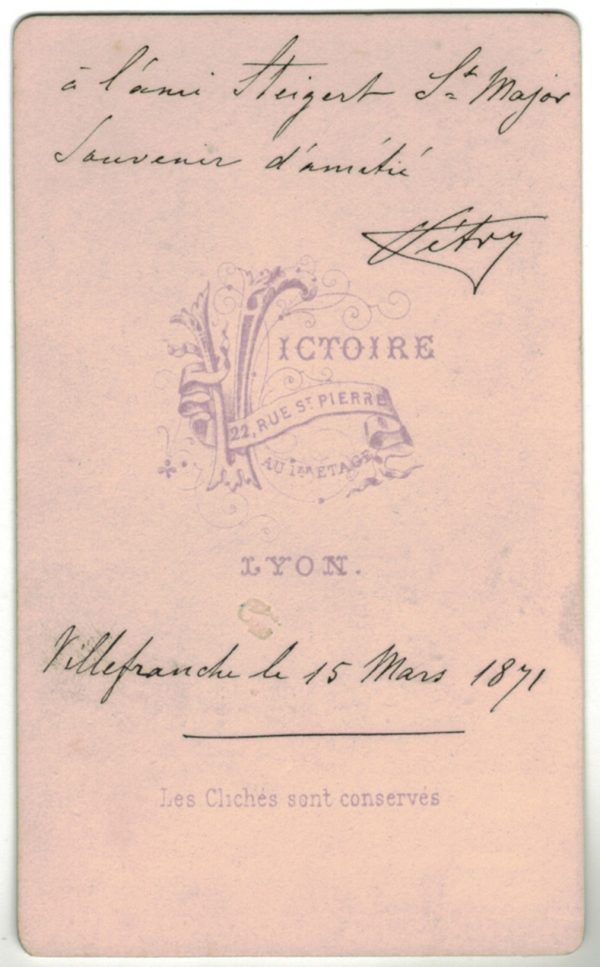 à l'ami Steigert St Major
Souvenir d'amitié
Vétry
VICTOIRE
22, RUE ST PIERRE
AU 1ER ETAGE
LYON.
Villefranche le 15 Mars 1871
Les Clichés sont conservés